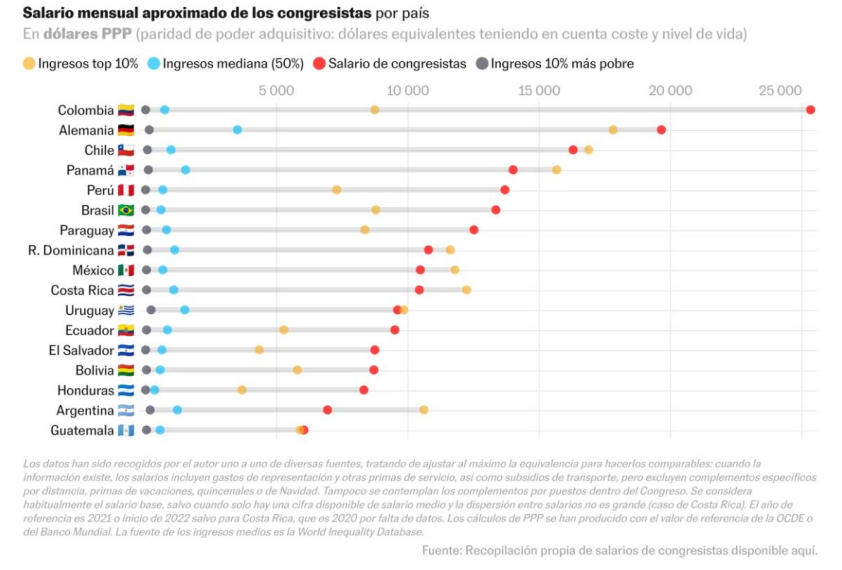 Salario mensual aproximado de los congresistas por país
En dólares PPP (paridad de poder adquisitivo: dólares equivalentes teniendo en cuenta coste y nivel de vida)
Ingresos top 10% Ingresos mediana (50%) Salario de congresistas Ingresos 10% más pobre
5 000 10 000 15 000 20 000 25 000
Colombia
Alemania
Chile
Panamá
Perú
Brasil
Paraguay
R. Dominicana
México
Costa Rica
Uruguay
Ecuador
El Salvador
Bolivia
Honduras
Argentina
Guatemala
Los datos han sido recogidos por el autor uno a uno de diversas fuentes, tratando de ajustar al máximo la equivalencia para hacerlos comparables: cuando la
información existe, los salarios incluyen gastos de representación y otras primas de servicio, así como subsidios de transporte, pero excluyen complementos específicos
por distancia, primas de vacaciones, quincenales o de Navidad. Tampoco se contemplan los complementos por puestos dentro del Congreso. Se considera
habitualmente el salario base, salvo cuando solo hay una cifra disponible de salario medio y la dispersión entre salarios no es grande (caso de Costa Rica). El año de
referencia es 2021 o inicio de 2022 salvo para Costa Rica, que es 2020 por falta de datos. Los cálculos de PPP se han producido con el valor de referencia de la OCDE o
del Banco Mundial. La fuente de los ingresos medios es la World Inequality Database.
Fuente: Recopilación propia de salarios de congresistas disponible aquí.